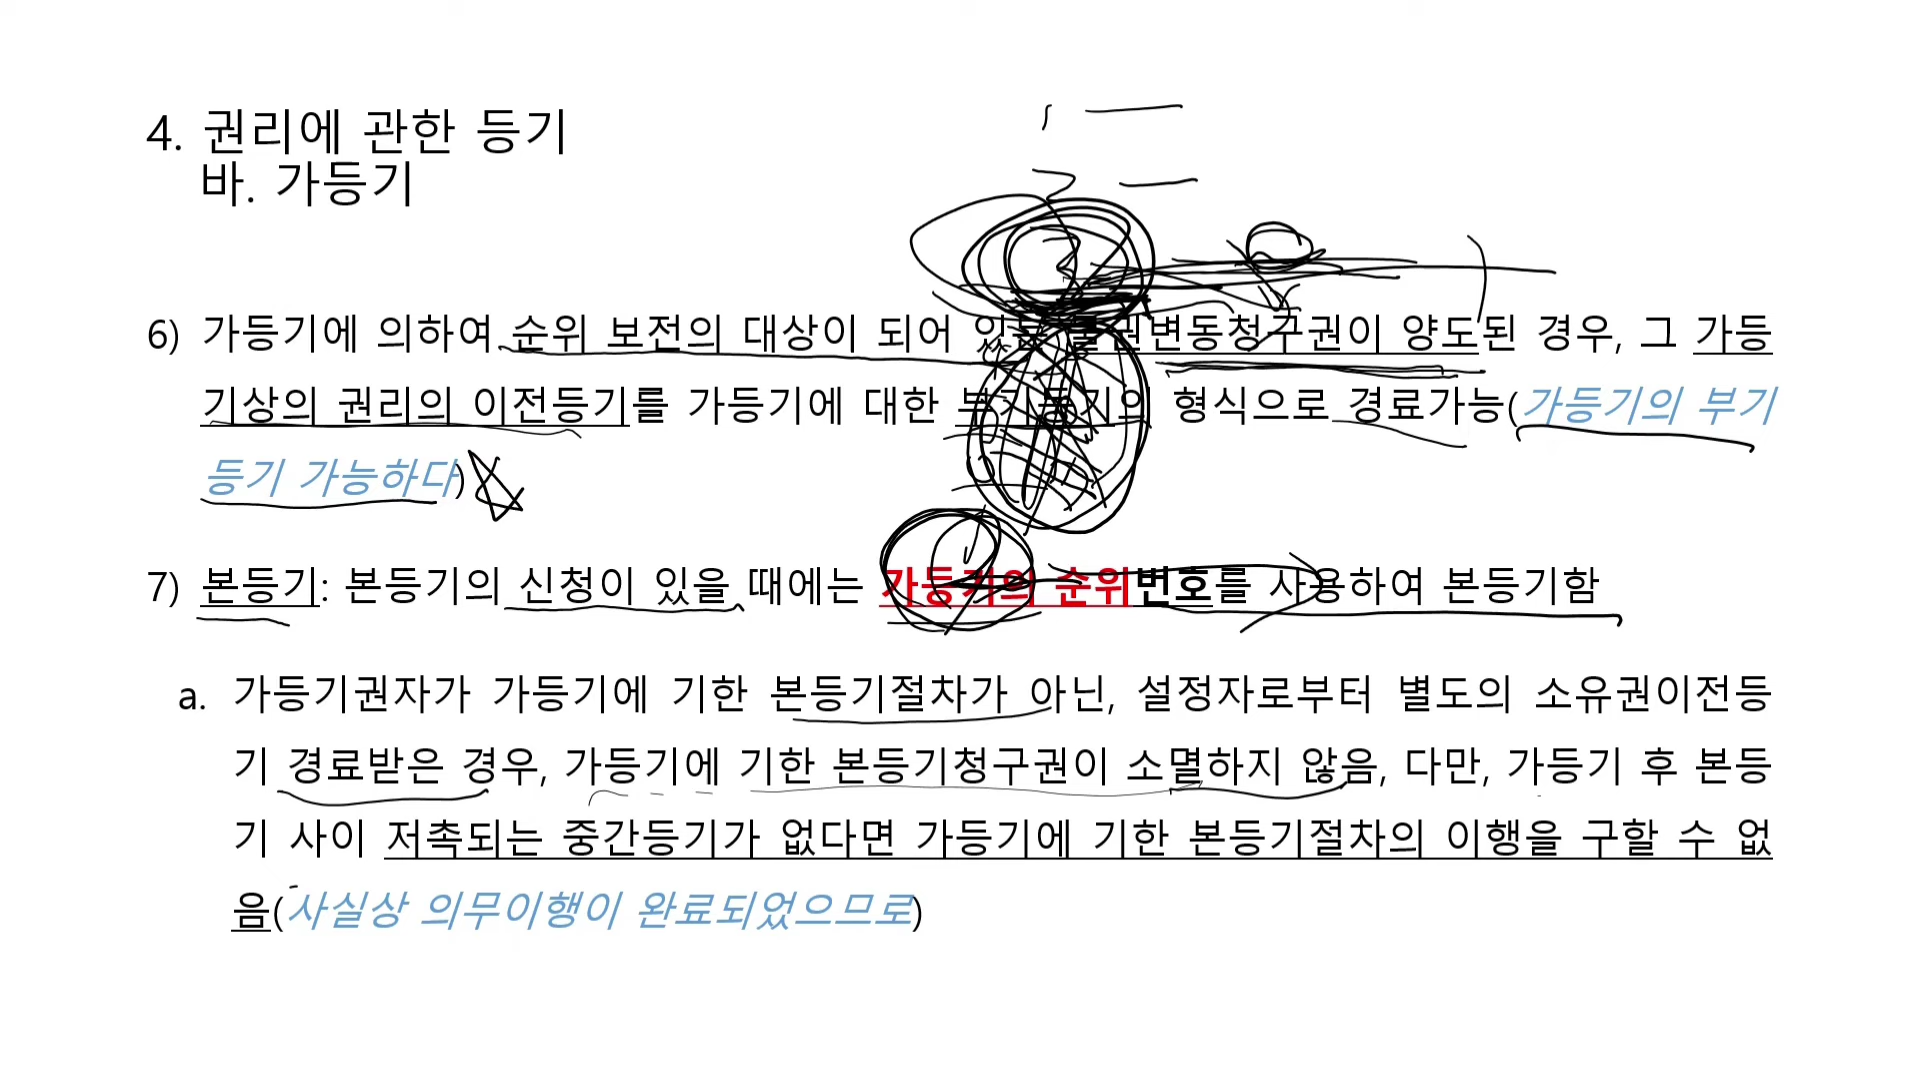 4. 권리에 관한 등기
바. 가등기
6) 가등기에 의하여 순위 보전의 대상이 되어 있는 물권변동청구권이 양도된 경우, 그 가등
기상의 권리의 이전등기를 가등기에 대한 부기등기의 형식으로 경료가능(가등기의 부기
등기 가능하다)
7) 본등기: 본등기의 신청이 있을 때에는 가등기의 순위번호를 사용하여 본등기함
a. 가등기권자가 가등기에 기한 본등기절차가 아닌, 설정자로부터 별도의 소유권이전등
기 경료받은 경우, 가등기에 기한 본등기청구권이 소멸하지 않음, 다만, 가등기 후 본등
기 사이 저촉되는 중간등기가 없다면 가등기에 기한 본등기절차의 이행을 구할 수 없
음(사실상 의무이행이 완료되었으므로)